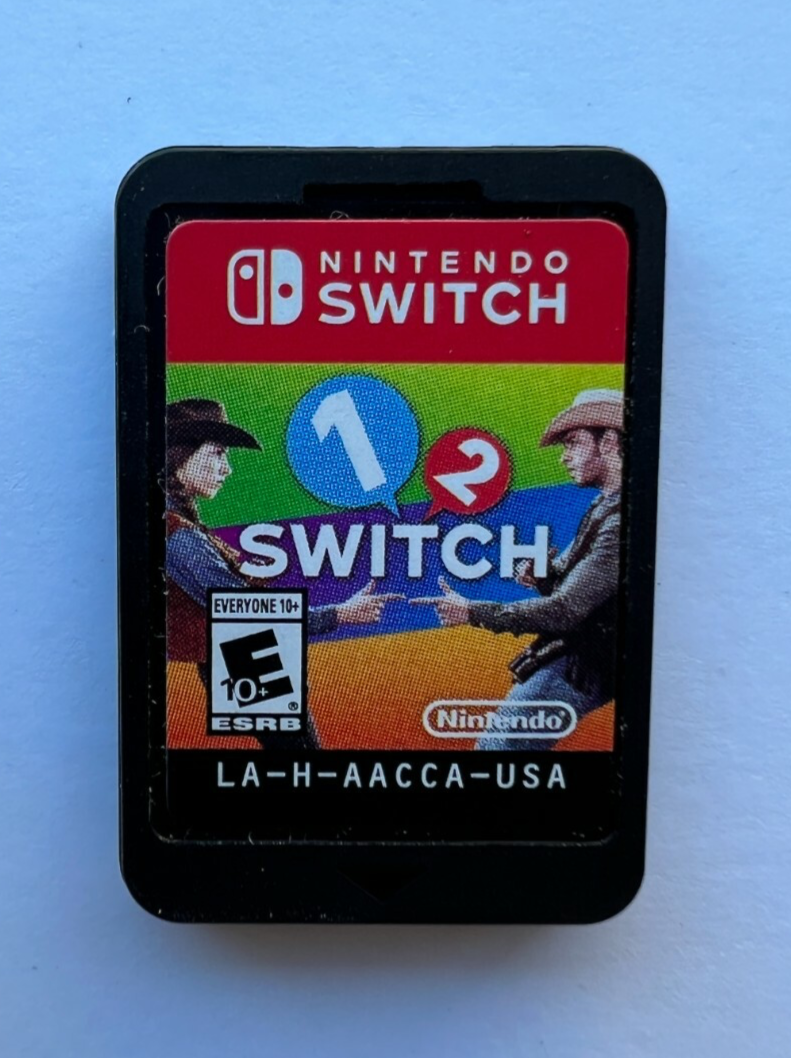 NINTENDO
SWITCH
1 2
SWITCH
EVERYONE 10+
E
10+
®
ESRB
Nintendo®
LA-H-AACCA-USA